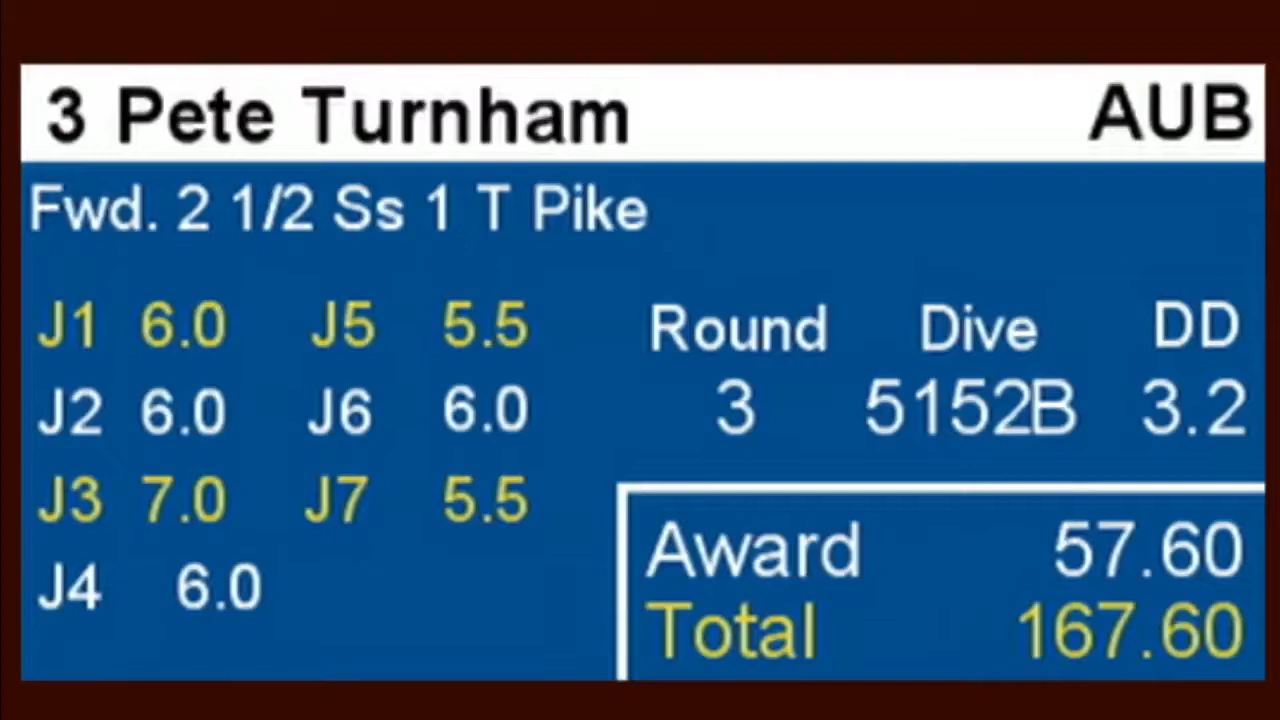 3 Pete Turnham AUB
Fwd. 2 1/2 Ss 1 T Pike
J1 6.0 J5 5.5
J2 6.0 J6 6.0
J3 7.0 J7 5.5
J4 6.0
Round Dive DD
3 5152B 3.2
Award 57.60
Total 167.60